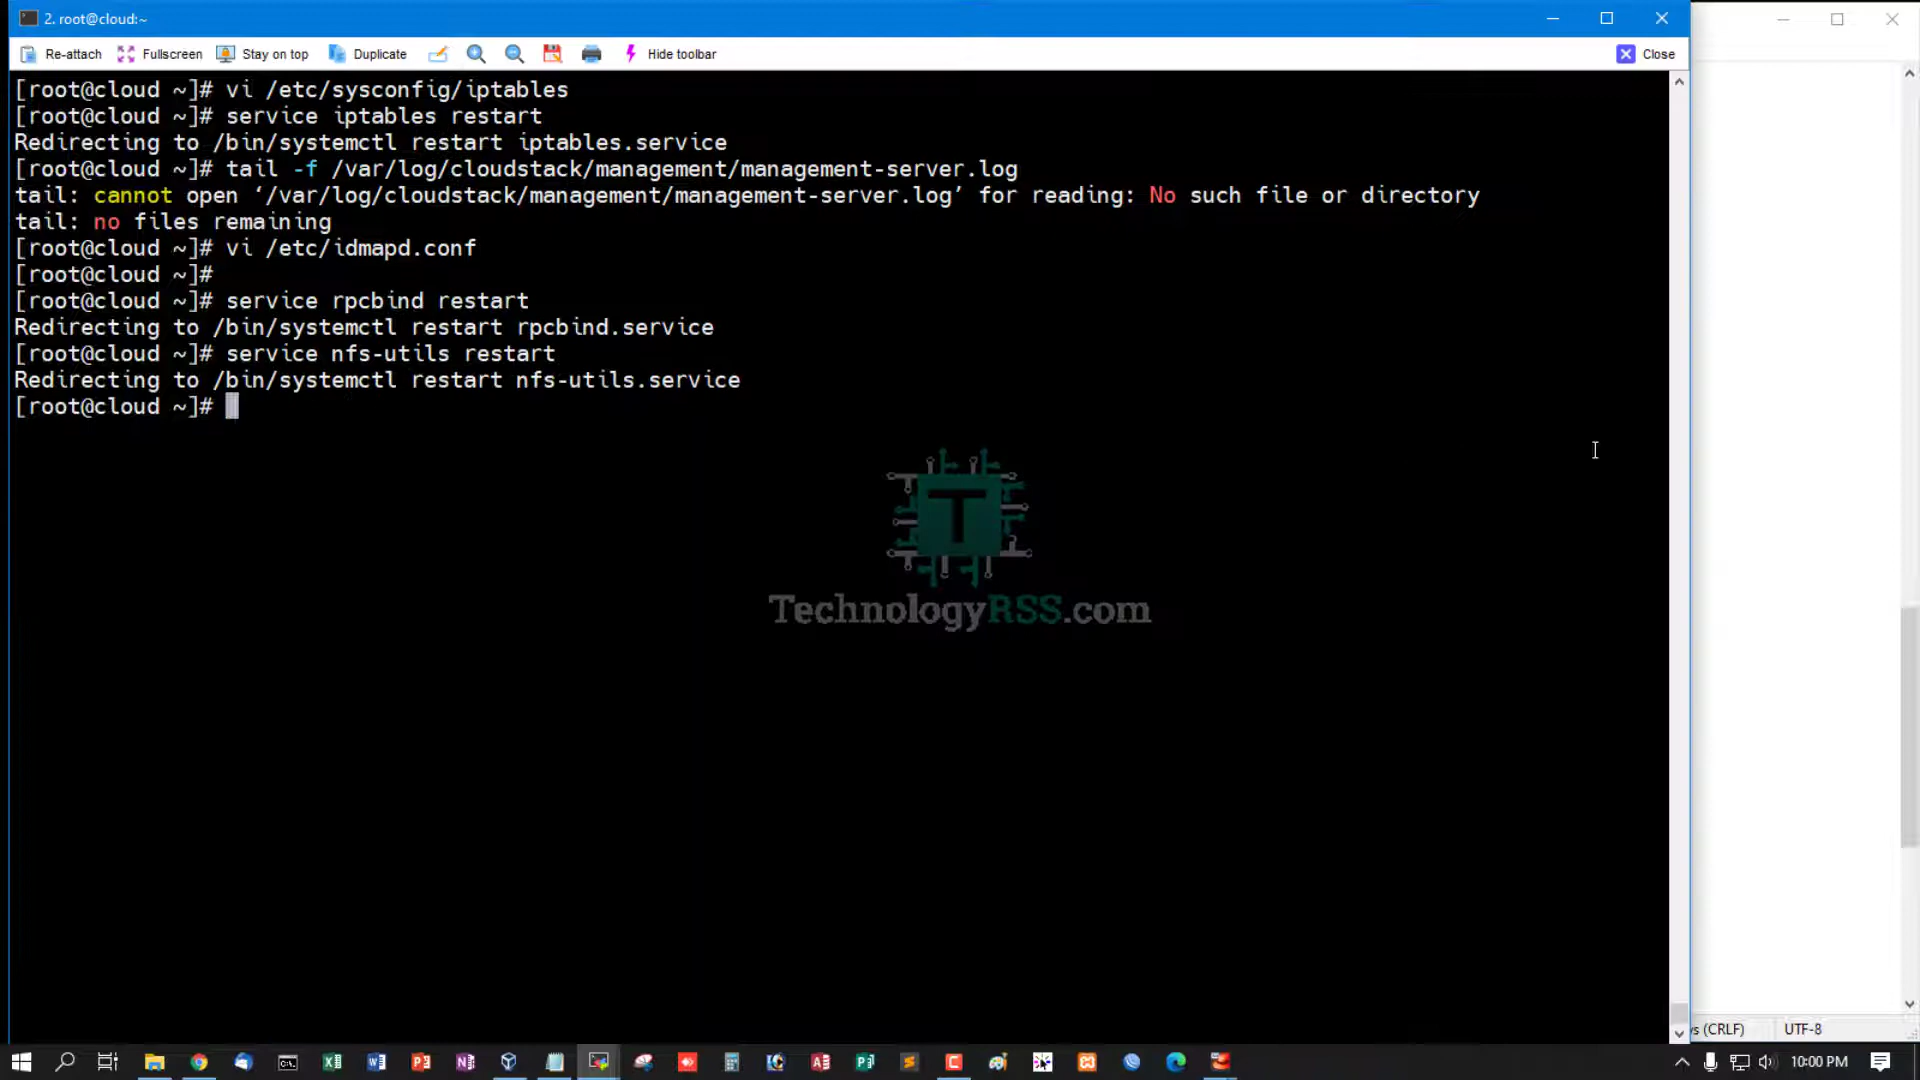 2. root@cloud:~
Re-attach Fullscreen Stay on top Duplicate Hide toolbar Close
[root@cloud ~]# vi /etc/sysconfig/iptables
[root@cloud ~]# service iptables restart
Redirecting to /bin/systemctl restart iptables.service
[root@cloud ~]# tail -f /var/log/cloudstack/management/management-server.log
tail: cannot open ‘/var/log/cloudstack/management/management-server.log’ for reading: No such file or directory
tail: no files remaining
[root@cloud ~]# vi /etc/idmapd.conf
[root@cloud ~]#
[root@cloud ~]# service rpcbind restart
Redirecting to /bin/systemctl restart rpcbind.service
[root@cloud ~]# service nfs-utils restart
Redirecting to /bin/systemctl restart nfs-utils.service
[root@cloud ~]#
T
TechnologyRSS.com
s (CRLF) UTF-8
10:00 PM